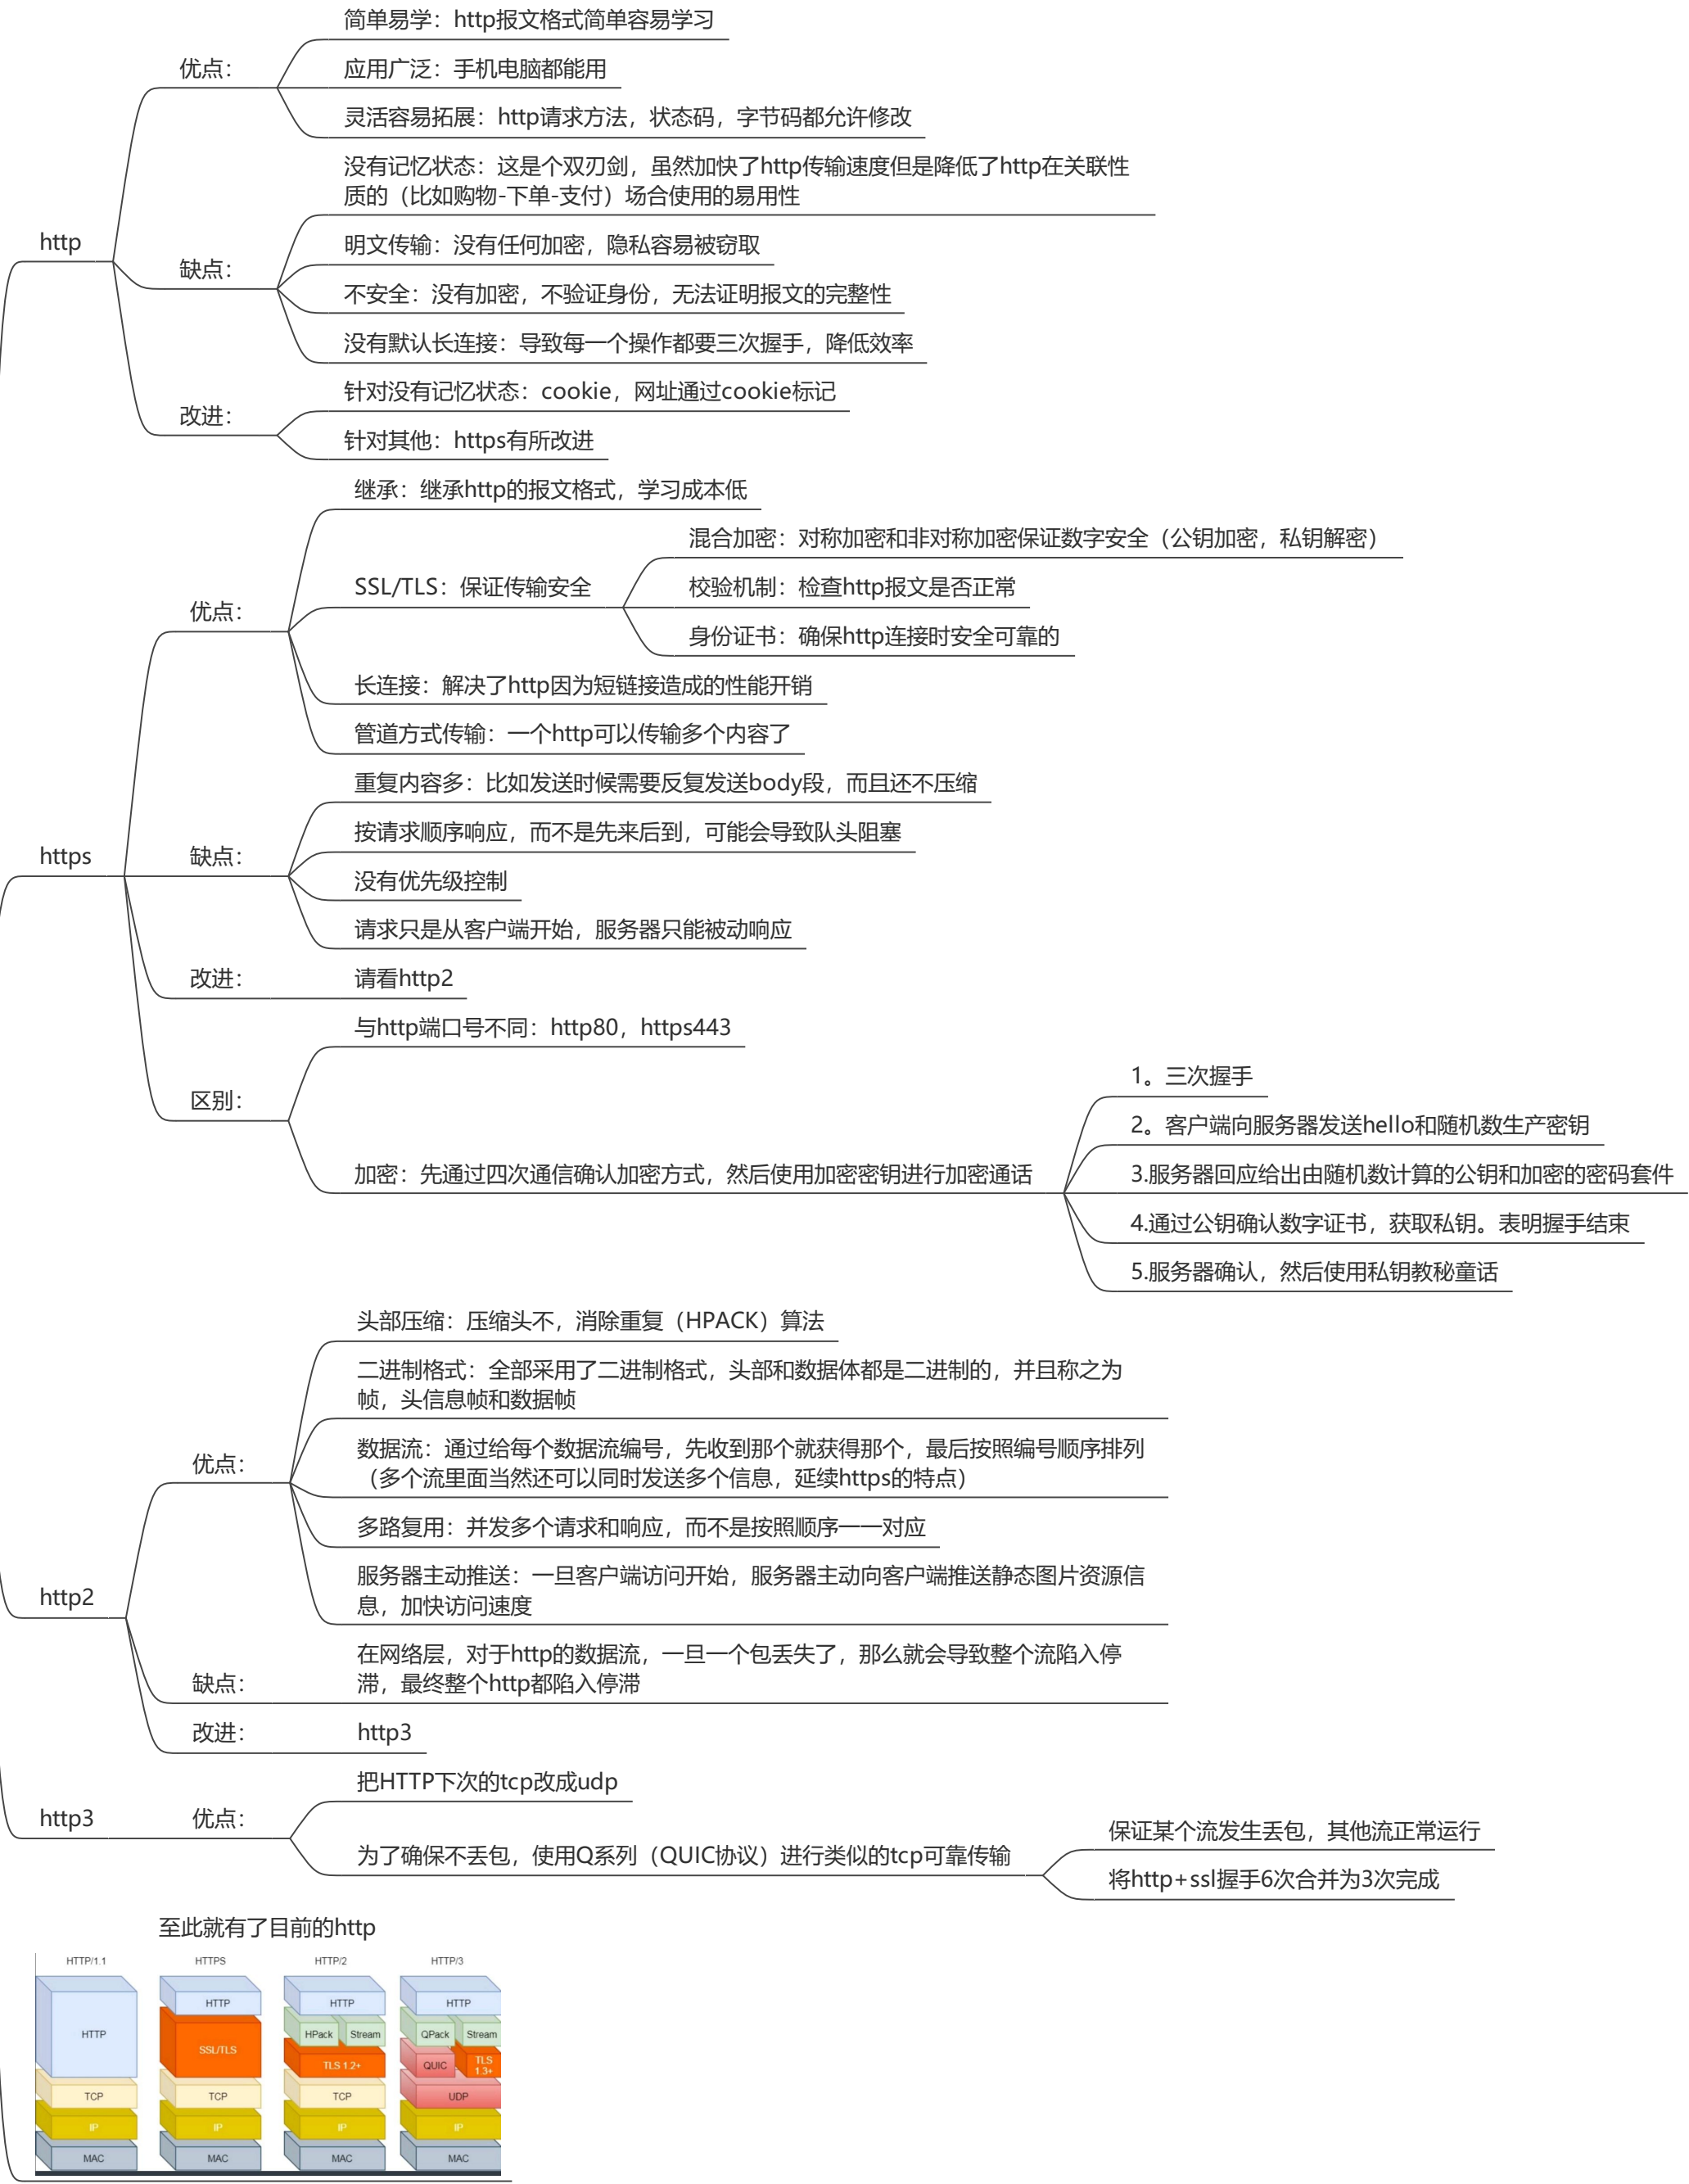 http
优点：
简单易学：http报文格式简单容易学习
应用广泛：手机电脑都能用
灵活容易拓展：http请求方法，状态码，字节码都允许修改
缺点：
没有记忆状态：这是个双刃剑，虽然加快了http传输速度但是降低了http在关联性
质的（比如购物-下单-支付）场合使用的易用性
明文传输：没有任何加密，隐私容易被窃取
不安全：没有加密，不验证身份，无法证明报文的完整性
没有默认长连接：导致每一个操作都要三次握手，降低效率
改进：
针对没有记忆状态：cookie，网址通过cookie标记
针对其他：https有所改进
https
优点：
继承：继承http的报文格式，学习成本低
SSL/TLS：保证传输安全
混合加密：对称加密和非对称加密保证数字安全（公钥加密，私钥解密）
校验机制：检查http报文是否正常
身份证书：确保http连接时安全可靠的
长连接：解决了http因为短链接造成的性能开销
管道方式传输：一个http可以传输多个内容了
缺点：
重复内容多：比如发送时候需要反复发送body段，而且还不压缩
按请求顺序响应，而不是先来后到，可能会导致队头阻塞
没有优先级控制
请求只是从客户端开始，服务器只能被动响应
改进：
请看http2
区别：
与http端口号不同：http80，https443
加密：先通过四次通信确认加密方式，然后使用加密密钥进行加密通话
1。三次握手
2。客户端向服务器发送hello和随机数生产密钥
3.服务器回应给出由随机数计算的公钥和加密的密码套件
4.通过公钥确认数字证书，获取私钥。表明握手结束
5.服务器确认，然后使用私钥教秘童话
http2
优点：
头部压缩：压缩头不，消除重复（HPACK）算法
二进制格式：全部采用了二进制格式，头部和数据体都是二进制的，并且称之为
帧，头信息帧和数据帧
数据流：通过给每个数据流编号，先收到那个就获得那个，最后按照编号顺序排列
（多个流里面当然还可以同时发送多个信息，延续https的特点）
多路复用：并发多个请求和响应，而不是按照顺序一一对应
服务器主动推送：一旦客户端访问开始，服务器主动向客户端推送静态图片资源信
息，加快访问速度
缺点：
在网络层，对于http的数据流，一旦一个包丢失了，那么就会导致整个流陷入停
滞，最终整个http都陷入停滞
改进：
http3
http3
优点：
把HTTP下次的tcp改成udp
为了确保不丢包，使用Q系列（QUIC协议）进行类似的tcp可靠传输
保证某个流发生丢包，其他流正常运行
将http+ssl握手6次合并为3次完成
至此就有了目前的http
HTTP/1.1 HTTPS HTTP/2 HTTP/3
HTTP HTTP HTTP
HTTP SSL/TLS HPack Stream QPack Stream
TLS 1.2+ QUIC TLS
1.3+
TCP TCP TCP UDP
IP IP IP IP
MAC MAC MAC MAC